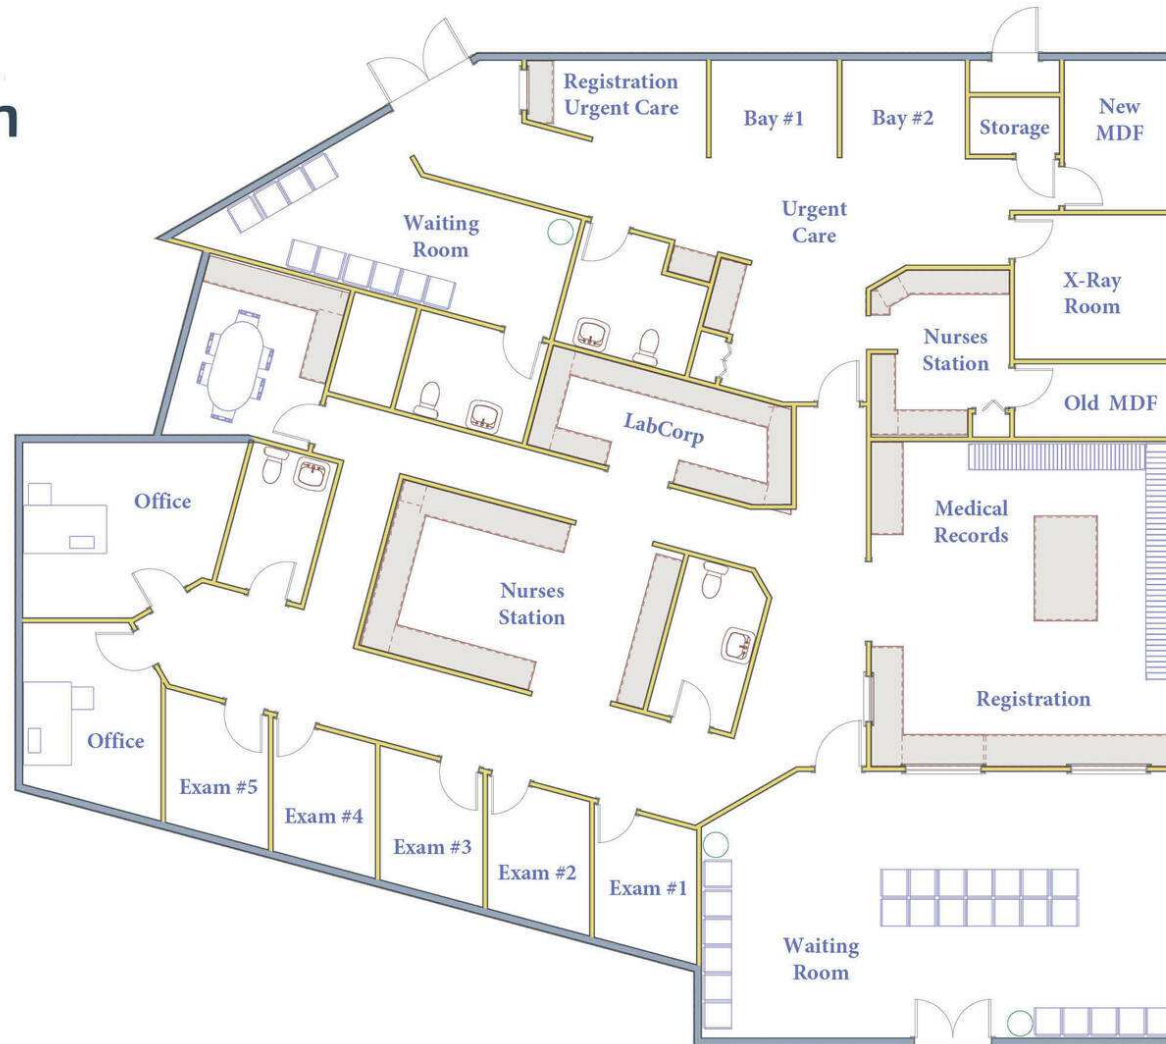 n
Registration
Urgent Care
Bay #1
Bay #2
Storage
New
MDF
Waiting
Room
Urgent
Care
X-Ray
Room
Nurses
Station
Old MDF
LabCorp
Office
Medical
Records
Nurses
Station
Registration
Office
Exam #5
Exam #4
Exam #3
Exam #2
Exam #1
Waiting
Room